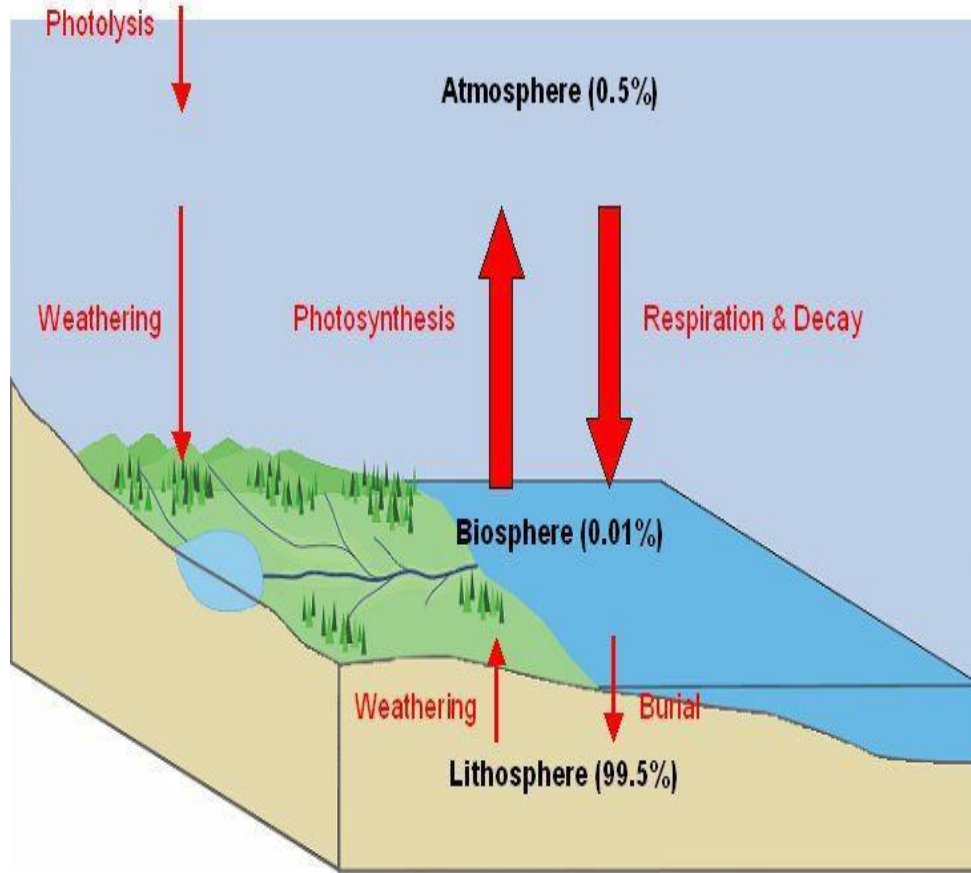 Photolysis
Atmosphere (0.5%)
Weathering
Photosynthesis
Respiration & Decay
Biosphere (0.01%)
Weathering
Burial
Lithosphere (99.5%)